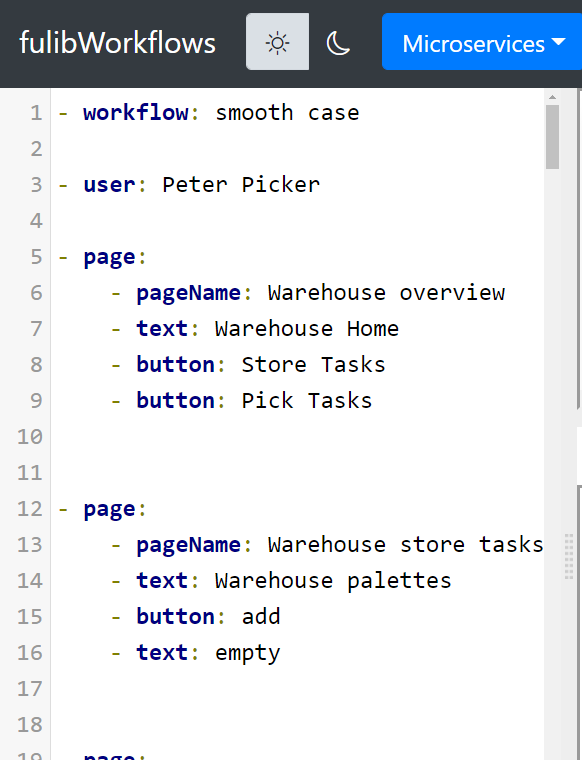 fulibWorkflows
Microservices
1 - workflow: smooth case
2
3 - user: Peter Picker
4
5 - page:
6 - pageName: Warehouse overview
7 - text: Warehouse Home
8 - button: Store Tasks
9 - button: Pick Tasks
10
11
12 - page:
13 - pageName: Warehouse store tasks
14 - text: Warehouse palettes
15 - button: add
16 - text: empty
17
18
19 page: